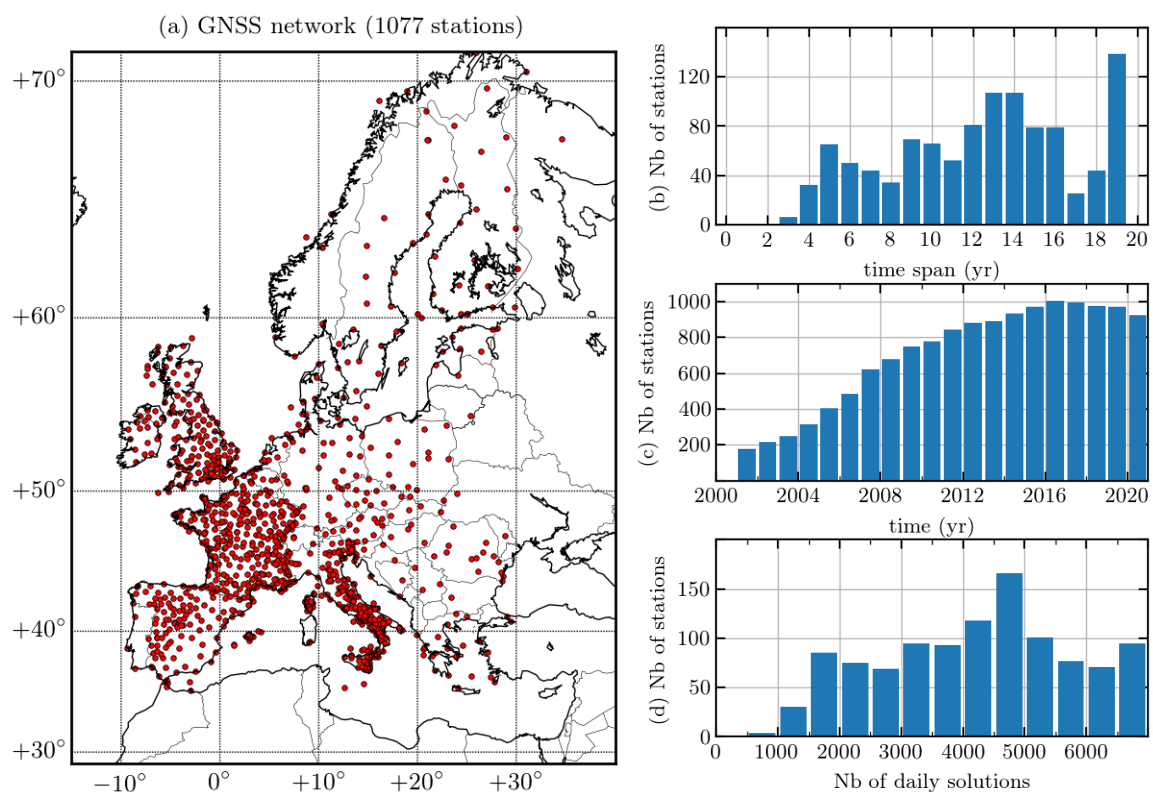 (a) GNSS network (1077 stations)
+70°
+60°
+50°
+40°
+30°
−10° 0° +10° +20° +30°
(b) Nb of stations
120
80
40
0
0 2 4 6 8 10 12 14 16 18 20
time span (yr)
(c) Nb of stations
1000
800
600
400
200
2000 2004 2008 2012 2016 2020
time (yr)
(d) Nb of stations
150
100
50
0
0 1000 2000 3000 4000 5000 6000
Nb of daily solutions